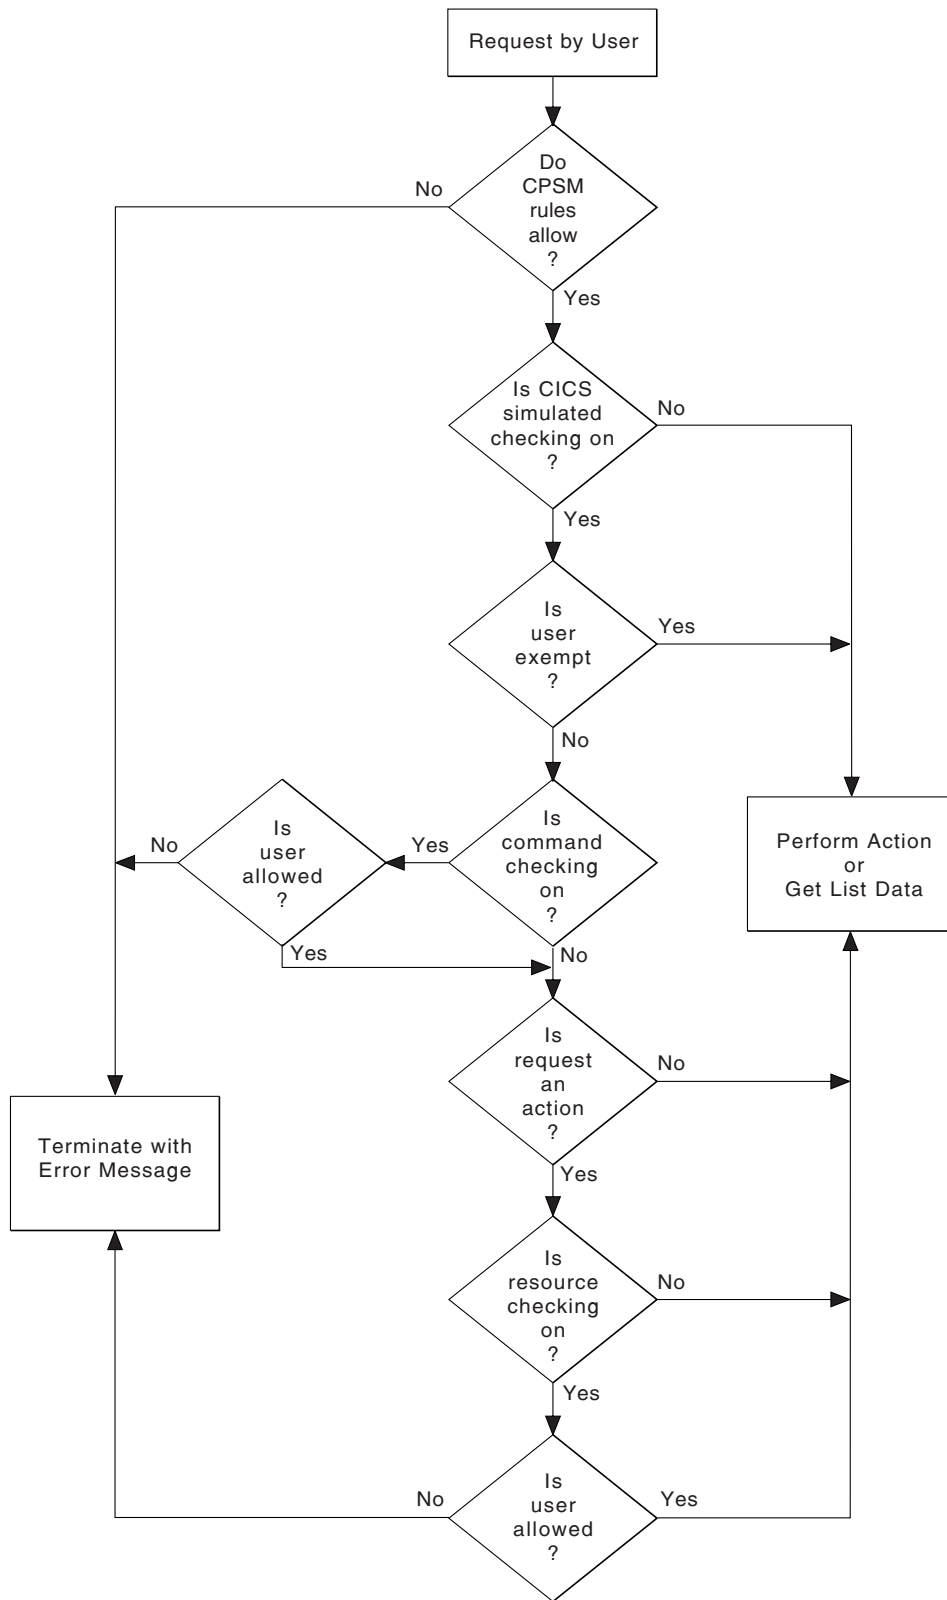 Request by User
Do
CPSM
rules
allow
?
No
Yes
Is CICS
simulated
checking on
?
No
Yes
Is
user
exempt
?
Yes
No
Is
command
checking
on
?
Yes
Is
user
allowed
?
No
Yes
No
Perform Action
or
Get List Data
Is
request
an
action
?
No
Yes
Terminate with
Error Message
Is
resource
checking
on
?
No
Yes
Is
user
allowed
?
No
Yes